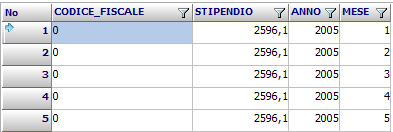 No CODICE_FISCALE STIPENDIO ANNO MESE
1 0 2596,1 2005 1
2 0 2596,1 2005 2
3 0 2596,1 2005 3
4 0 2596,1 2005 4
5 0 2596,1 2005 5